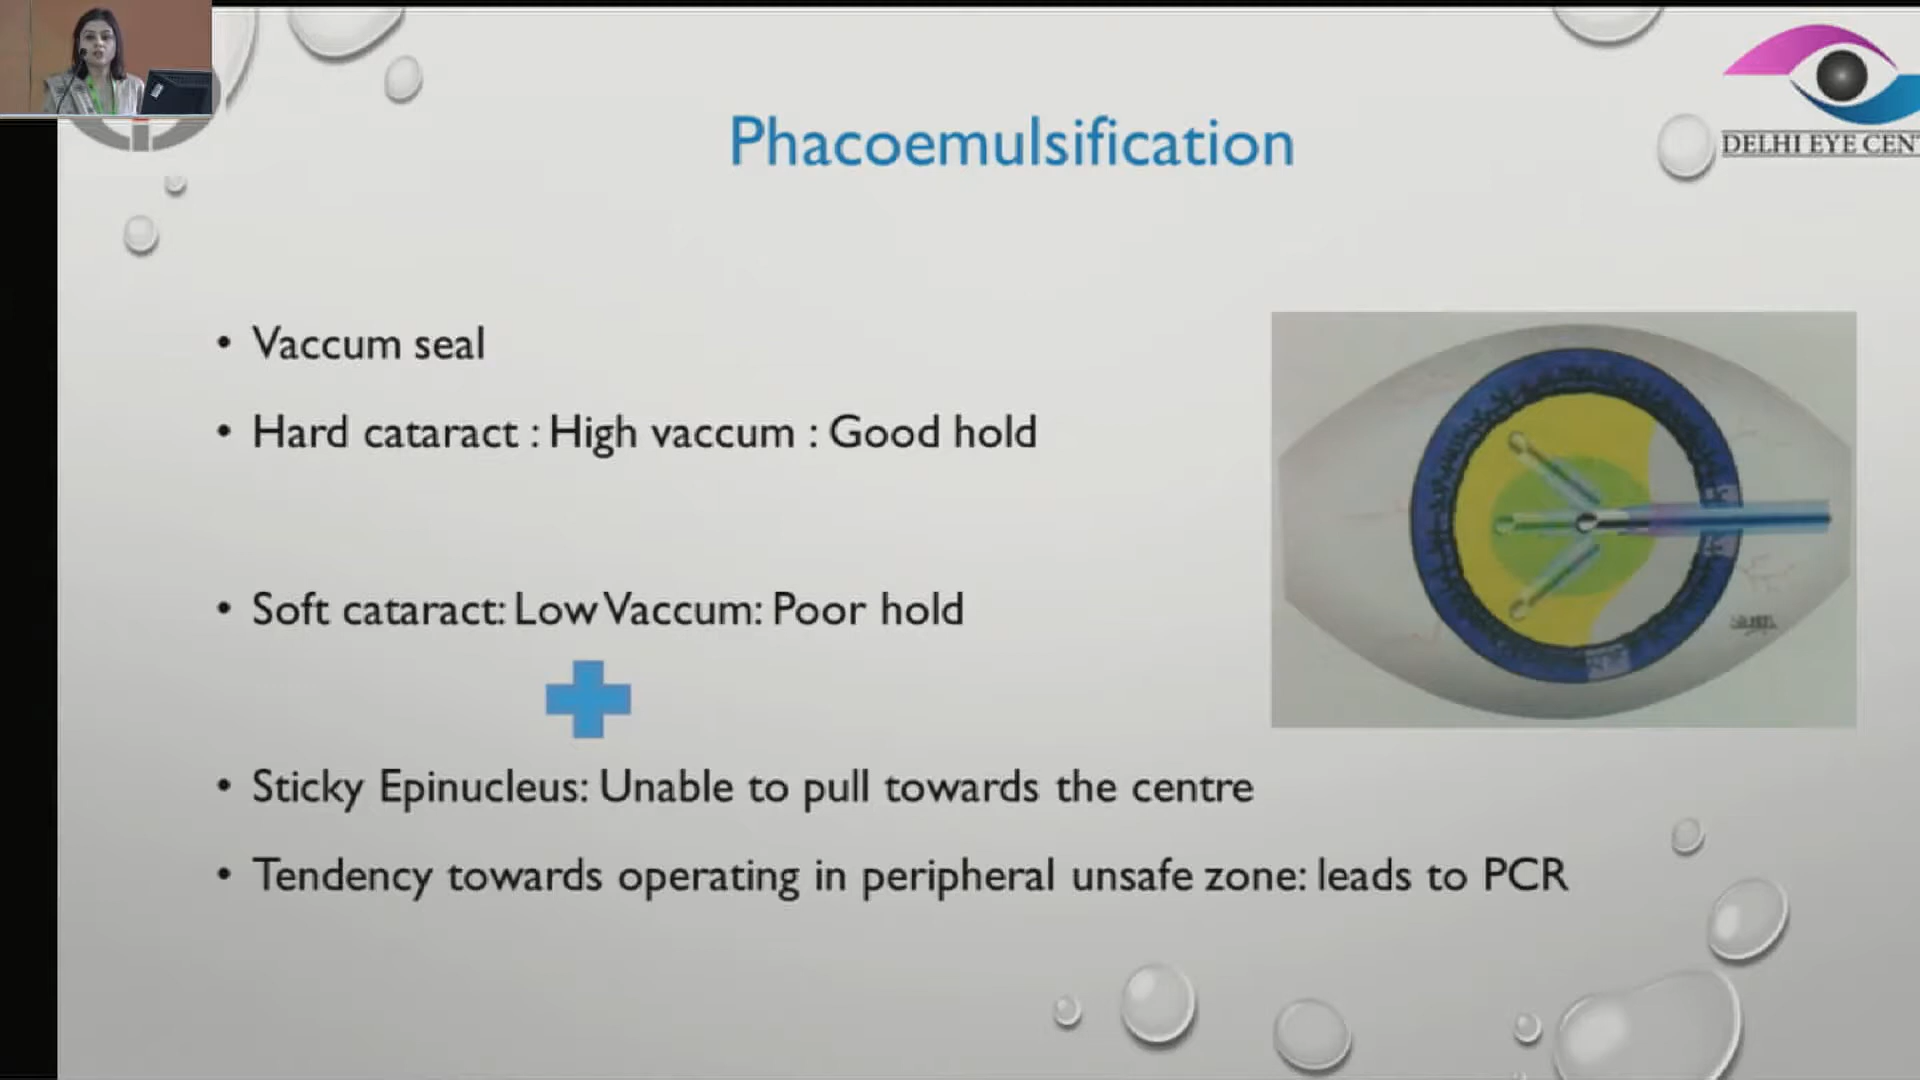 Phacoemulsification
DELHI EYE CEN
• Vaccum seal
• Hard cataract : High vaccum : Good hold
• Soft cataract: Low Vaccum: Poor hold
• Sticky Epinucleus: Unable to pull towards the centre
• Tendency towards operating in peripheral unsafe zone: leads to PCR